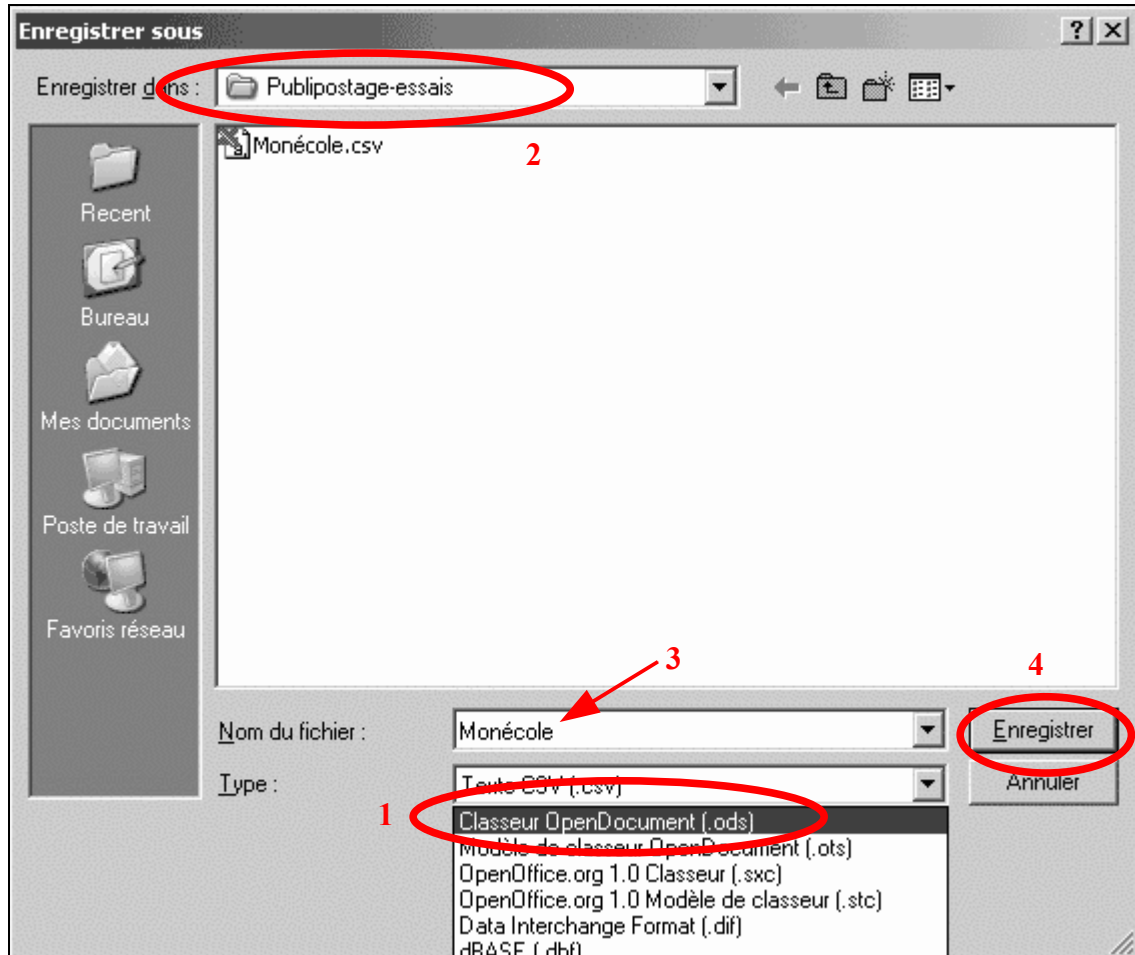 Enregistrer sous
Enregistrer dans :
Publipostage-essais
Monécole.csv
2
Recent
Bureau
Mes documents
Poste de travail
Favoris réseau
3
4
Nom du fichier :
Monécole
Enregistrer
Type :
Texte CSV (.csv)
Annuler
1
Classeur OpenDocument (.ods)
Modèle de classeur OpenDocument (.ots)
OpenOffice.org 1.0 Classeur (.sxc)
OpenOffice.org 1.0 Modèle de classeur (.stc)
Data Interchange Format (.dif)
dBASE (.dbf)